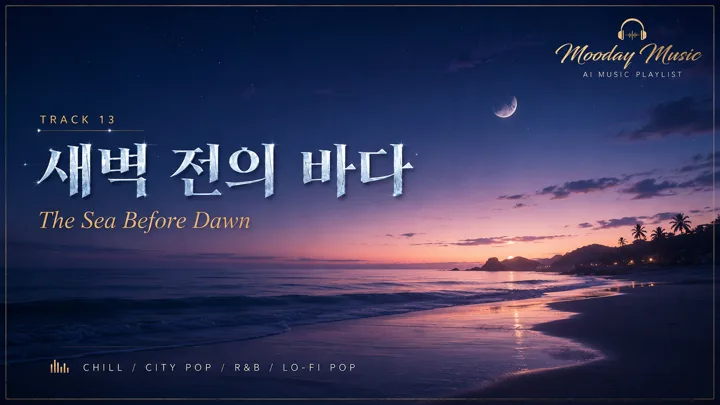 Mooday Music
AI MUSIC PLAYLIST
TRACK 13
새벽 전의 바다
The Sea Before Dawn
CHILL / CITY POP / R&B / LO-FI POP